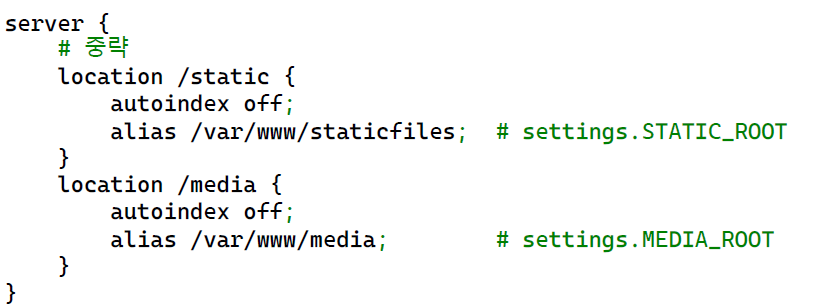 server {
    # 중략
    location /static {
        autoindex off;
        alias /var/www/staticfiles;  # settings.STATIC_ROOT
    }
    location /media {
        autoindex off;
        alias /var/www/media;        # settings.MEDIA_ROOT
    }
}